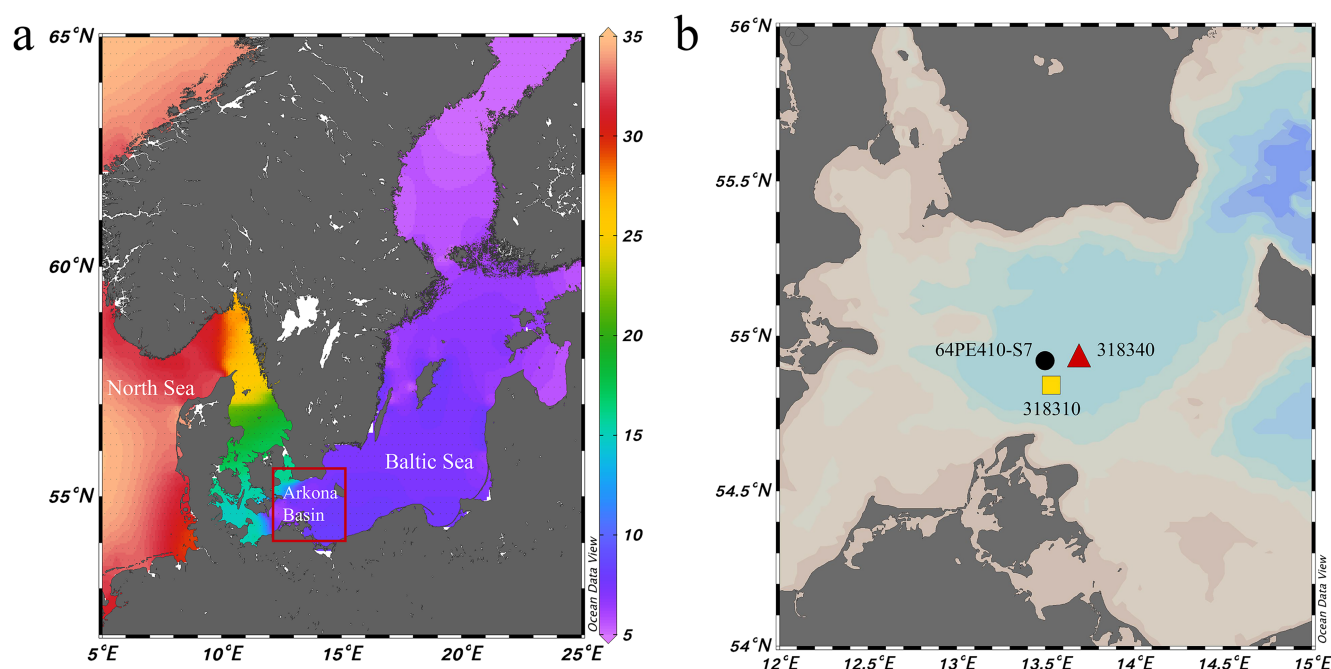 a
65°N
60°N
55°N
5°E
10°E
15°E
20°E
25°E
North Sea
Baltic Sea
Arkona
Basin
Ocean Data View
35
30
25
20
15
10
5
b
56°N
55.5°N
55°N
54.5°N
54°N
12°E
12.5°E
13°E
13.5°E
14°E
14.5°E
15°E
64PE410-S7
318340
318310
Ocean Data View